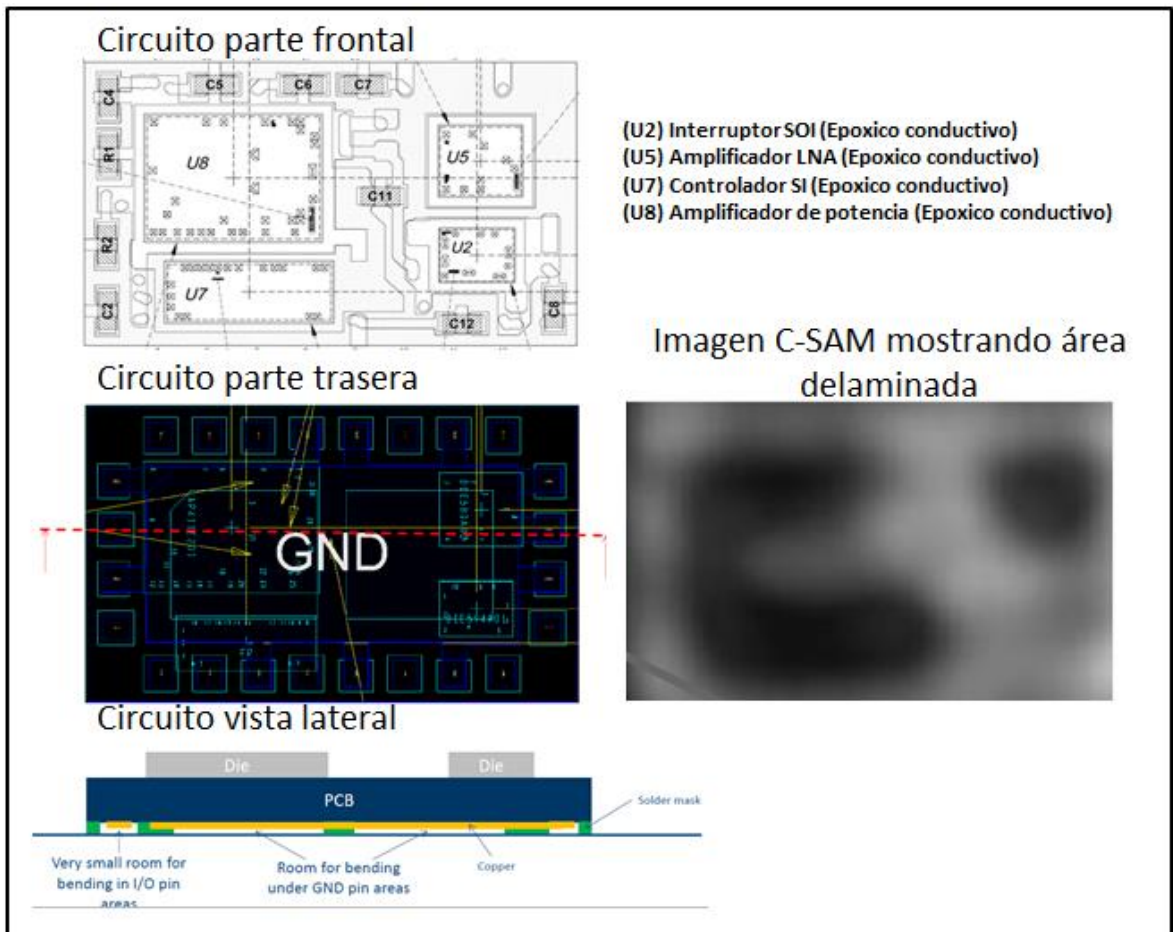 Circuito parte frontal
C4
C5
C6
C7
R1
U8
U5
C11
R2
U2
U7
C2
C12
C8
(U2) Interruptor SOI (Epoxico conductivo)
(U5) Amplificador LNA (Epoxico conductivo)
(U7) Controlador SI (Epoxico conductivo)
(U8) Amplificador de potencia (Epoxico conductivo)
Circuito parte trasera
GND
Imagen C-SAM mostrando área
delaminada
Circuito vista lateral
Die
Die
PCB
Solder mask
Very small room for
bending in I/O pin
areas
Room for bending
under GND pin areas
Copper